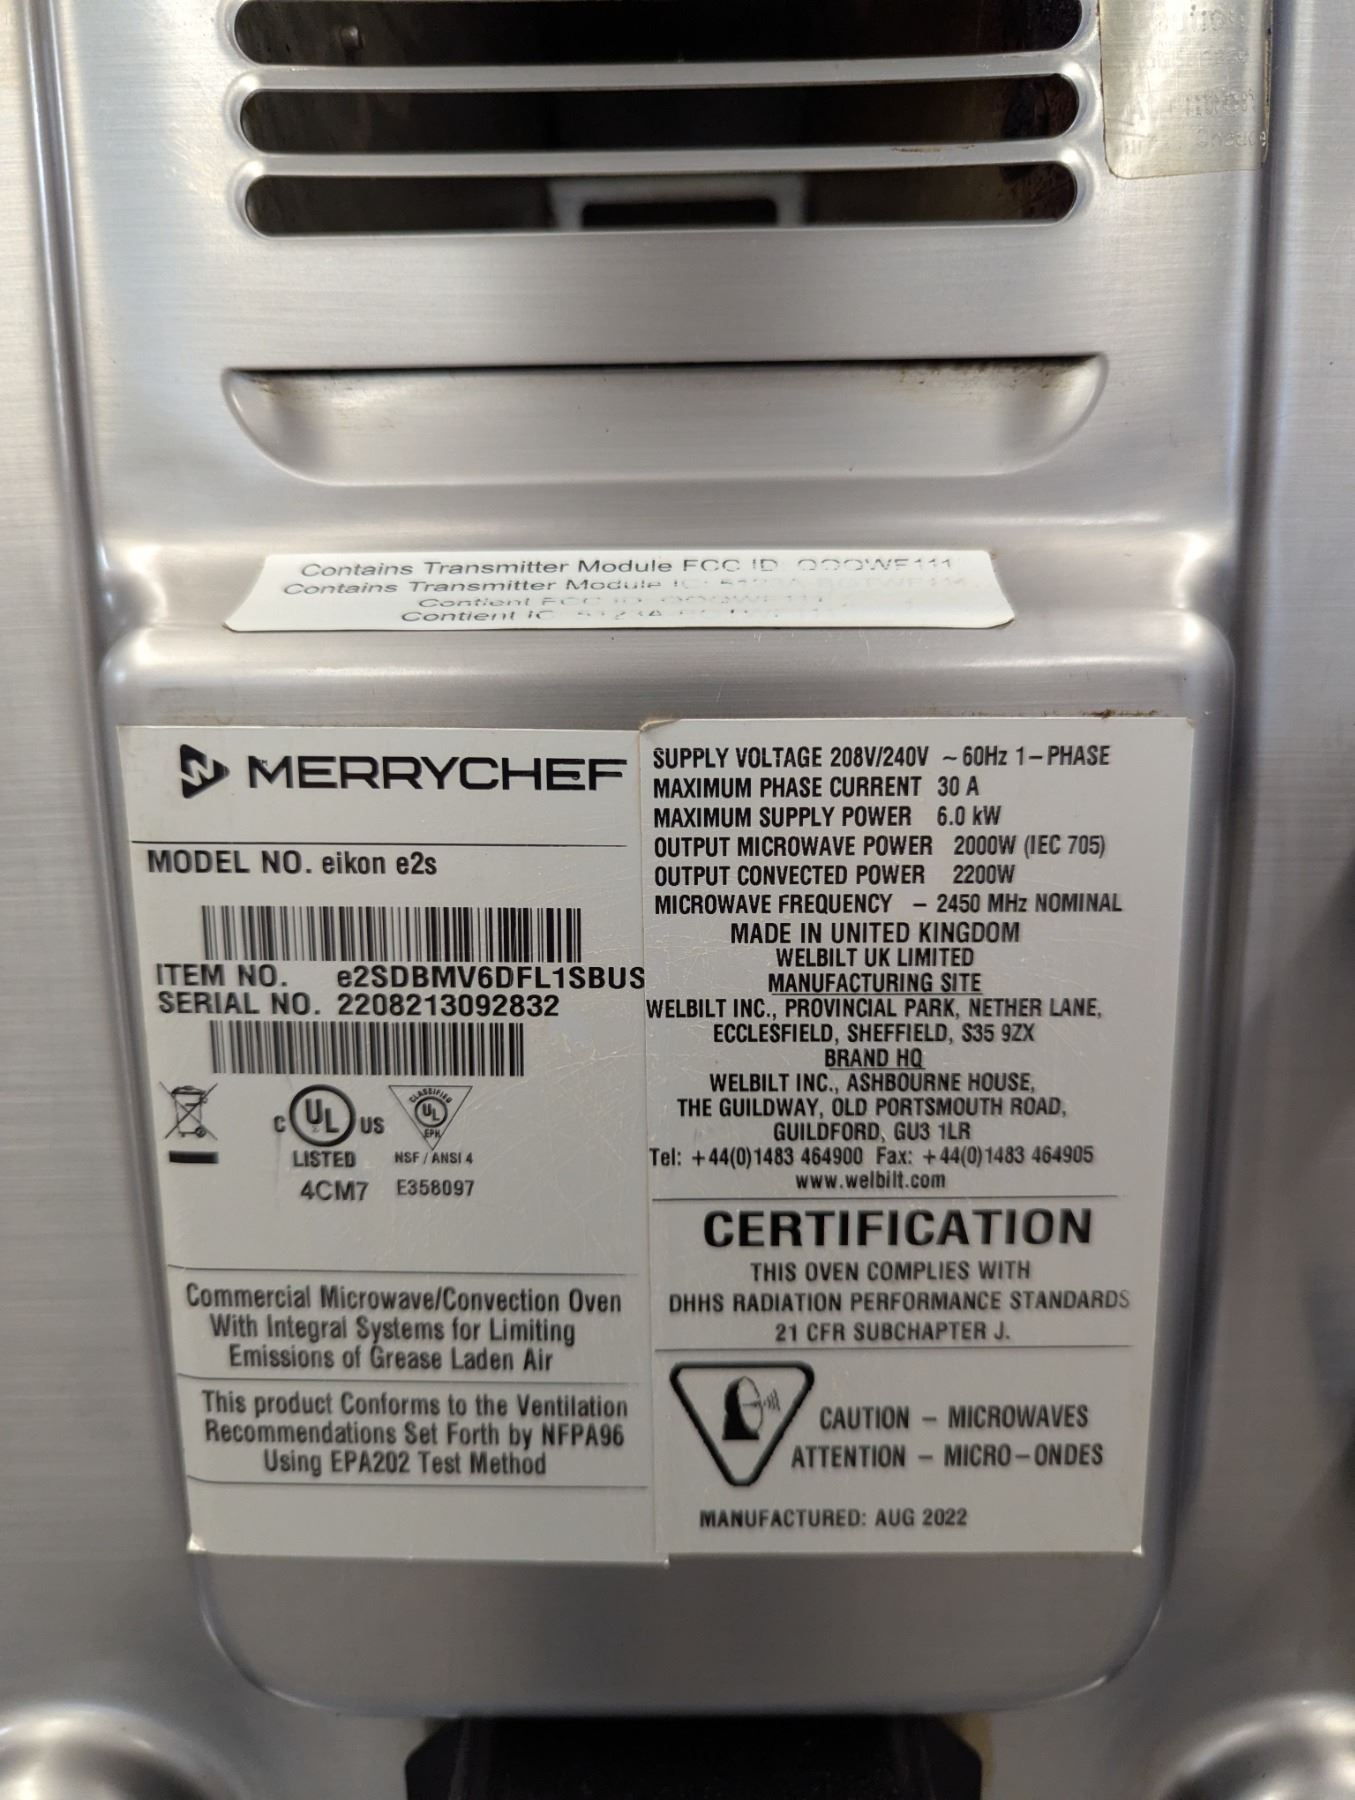 Contains Transmitter Module FCC ID: QOQWF111
Contains Transmitter Module
Contient FCC
Contient IC
MERRYCHEF
MODEL NO. eikon e2s
ITEM NO. e2SDBMV6DFL1SBUS
SERIAL NO. 2208213092832
C UL US
LISTED
4CM7
CLASSIFIED
UL
EPH
NSF / ANSI 4
E358097
Commercial Microwave/Convection Oven
With Integral Systems for Limiting
Emissions of Grease Laden Air
This product Conforms to the Ventilation
Recommendations Set Forth by NFPA96
Using EPA202 Test Method
SUPPLY VOLTAGE 208V/240V ~ 60Hz 1-PHASE
MAXIMUM PHASE CURRENT 30 A
MAXIMUM SUPPLY POWER 6.0 kW
OUTPUT MICROWAVE POWER 2000W (IEC 705)
OUTPUT CONVECTED POWER 2200W
MICROWAVE FREQUENCY – 2450 MHz NOMINAL
MADE IN UNITED KINGDOM
WELBILT UK LIMITED
MANUFACTURING SITE
WELBILT INC., PROVINCIAL PARK, NETHER LANE,
ECCLESFIELD, SHEFFIELD, S35 9ZX
BRAND HQ
WELBILT INC., ASHBOURNE HOUSE,
THE GUILDWAY, OLD PORTSMOUTH ROAD,
GUILDFORD, GU3 1LR
Tel: +44(0)1483 464900 Fax: +44(0)1483 464905
www.welbilt.com
CERTIFICATION
THIS OVEN COMPLIES WITH
DHHS RADIATION PERFORMANCE STANDARDS
21 CFR SUBCHAPTER J.
CAUTION – MICROWAVES
ATTENTION – MICRO-ONDES
MANUFACTURED: AUG 2022